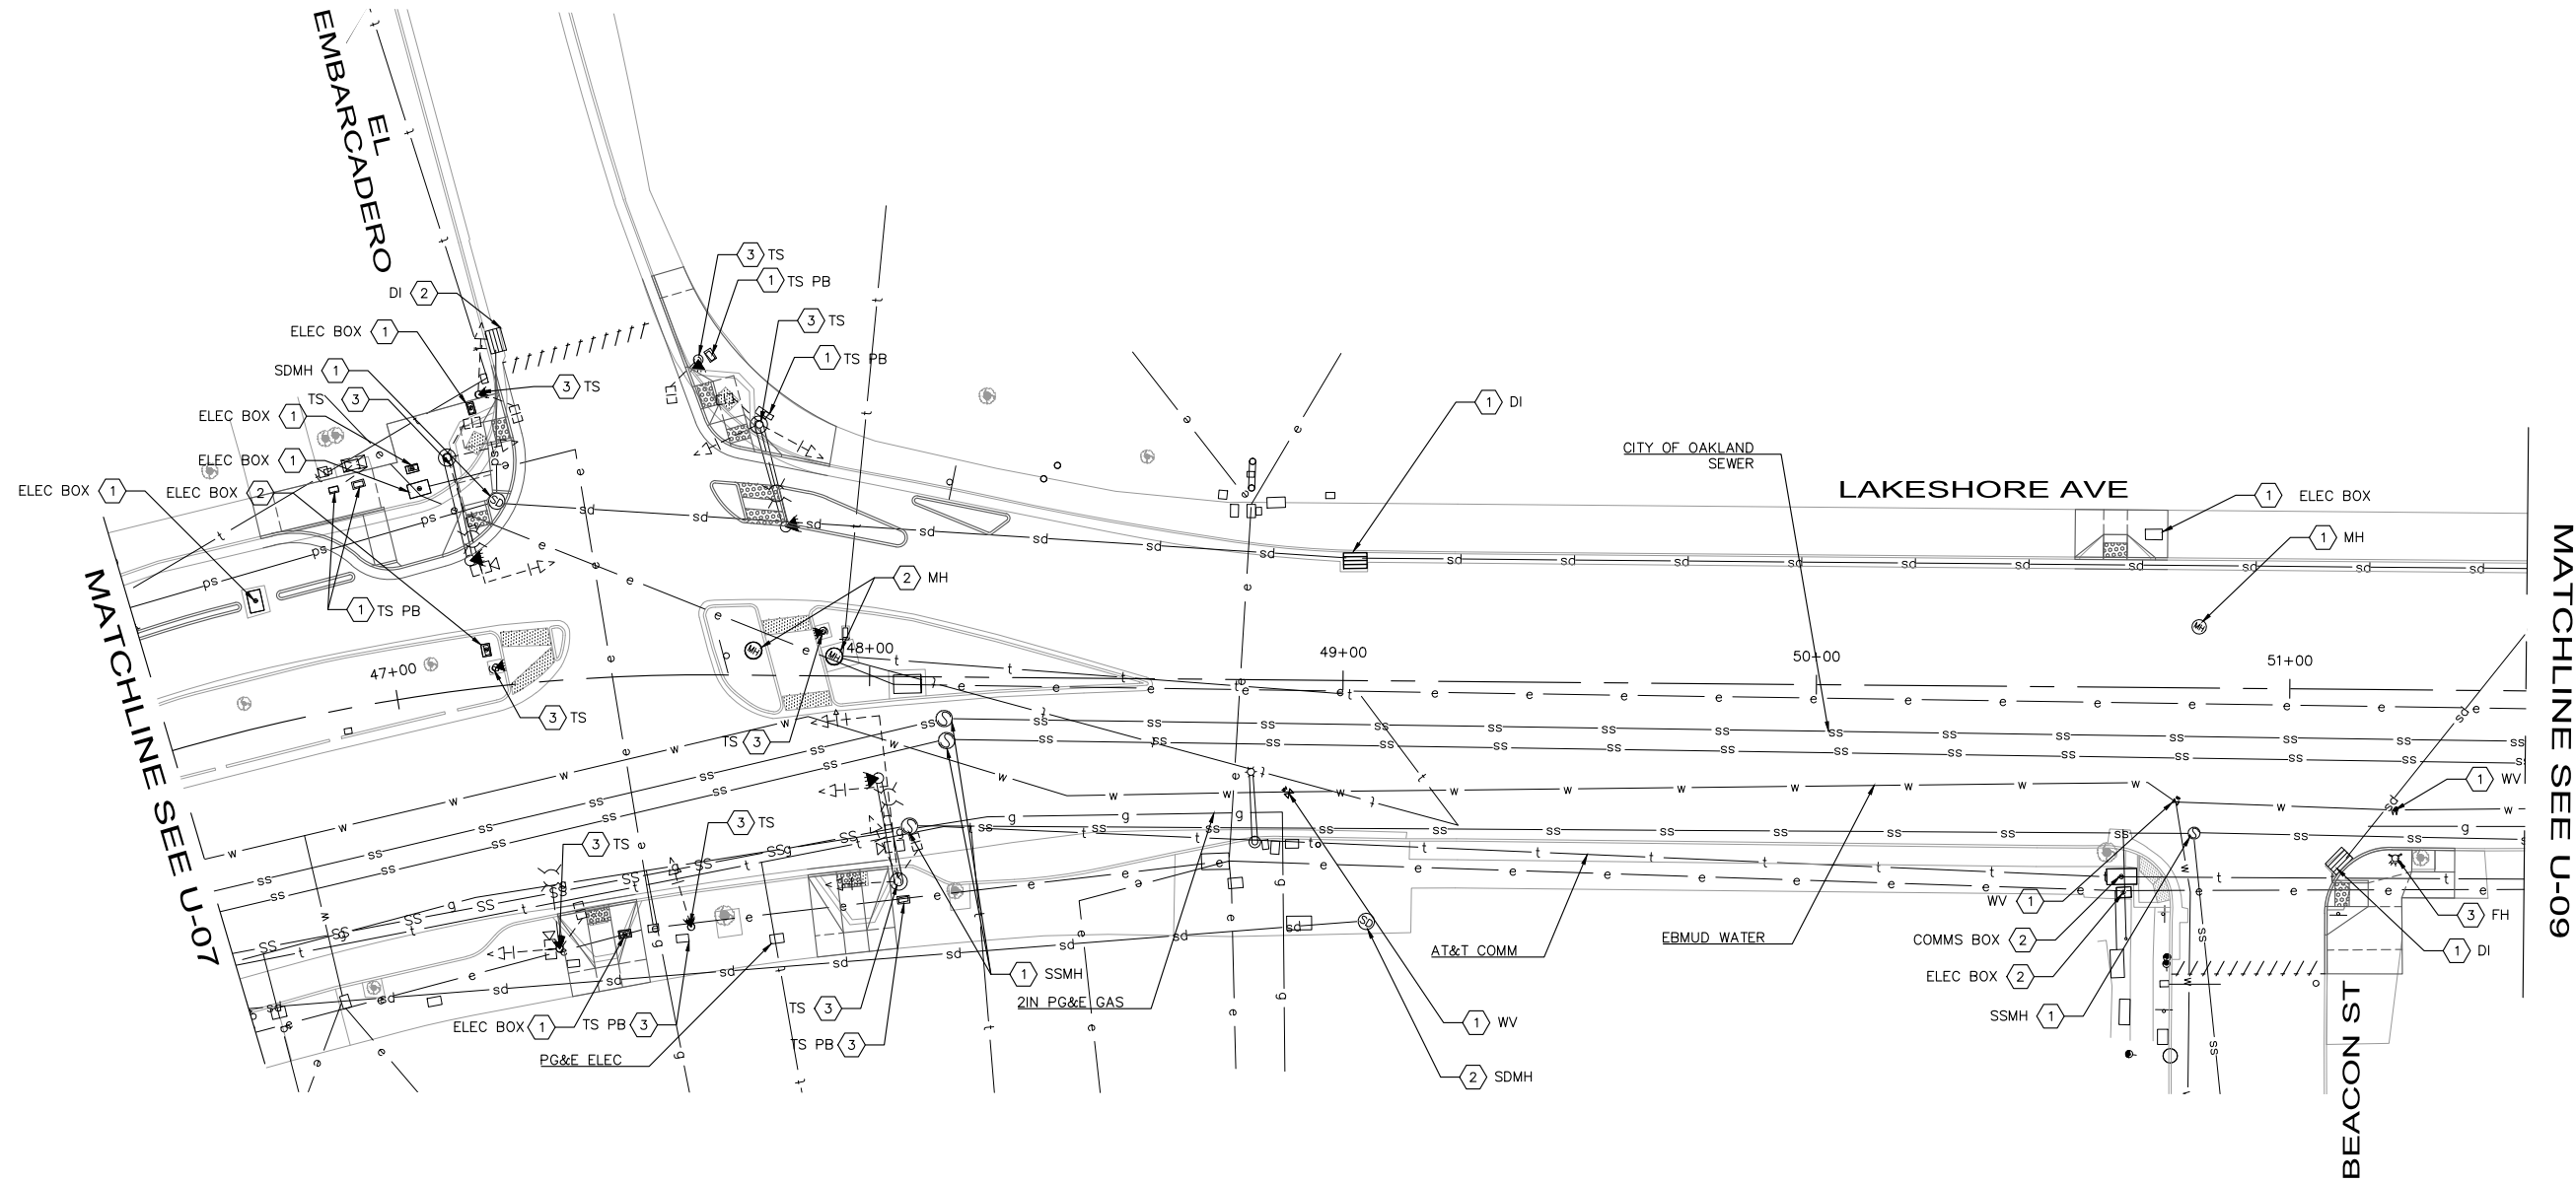 EL
EMBARCADERO
3 TS
1 TS PB
DI 2
3 TS
ELEC BOX 1
1 TS PB
SDMH 1
3 TS
TS 3
ELEC BOX 1
1 DI
CITY OF OAKLAND
SEWER
ELEC BOX 1
ELEC BOX 1
ELEC BOX 2
LAKESHORE AVE
1 ELEC BOX
1 MH
2 MH
1 TS PB
MATCHLINE SEE U-07
MATCHLINE SEE U-09
47+00
48+00
49+00
50+00
51+00
3 TS
TS 3
1 WV
3 TS
3 TS
WV 1
3 FH
COMMS BOX 2
EBMUD WATER
AT&T COMM
1 DI
1 SSMH
ELEC BOX 2
2IN PG&E GAS
TS 3
SSMH 1
1 WV
ELEC BOX 1
TS PB 3
TS PB 3
PG&E ELEC
2 SDMH
BEACON ST